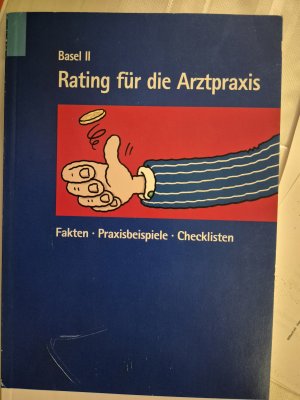 Basel II
Rating für die Arztpraxis
Fakten · Praxisbeispiele · Checklisten